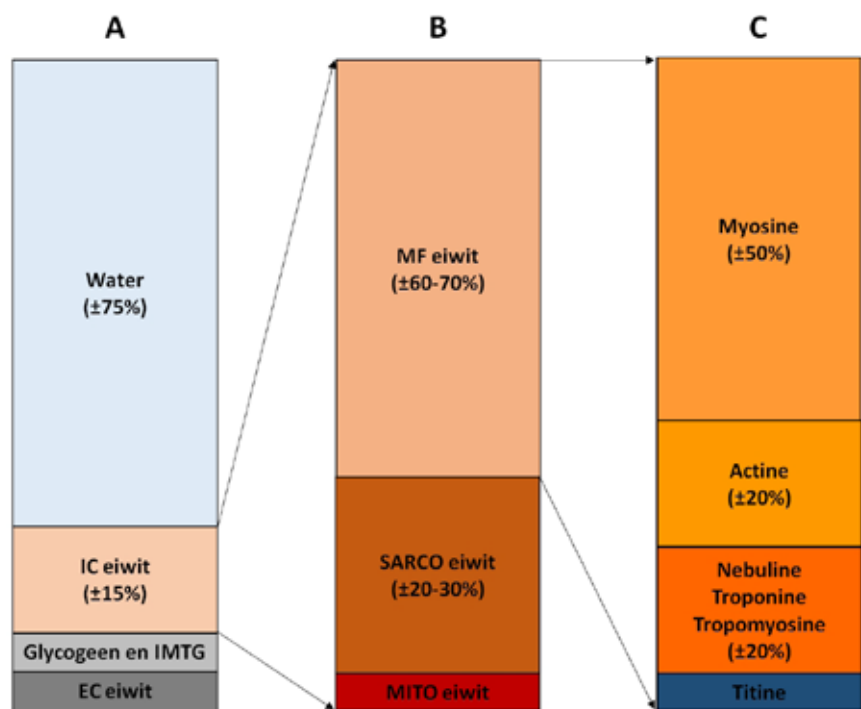 A
B
C
Water
(±75%)
IC eiwit
(±15%)
Glycogeen en IMTG
EC eiwit
MF eiwit
(±60-70%)
SARCO eiwit
(±20-30%)
MITO eiwit
Myosine
(±50%)
Actine
(±20%)
Nebuline
Troponine
Tropomyosine
(±20%)
Titine